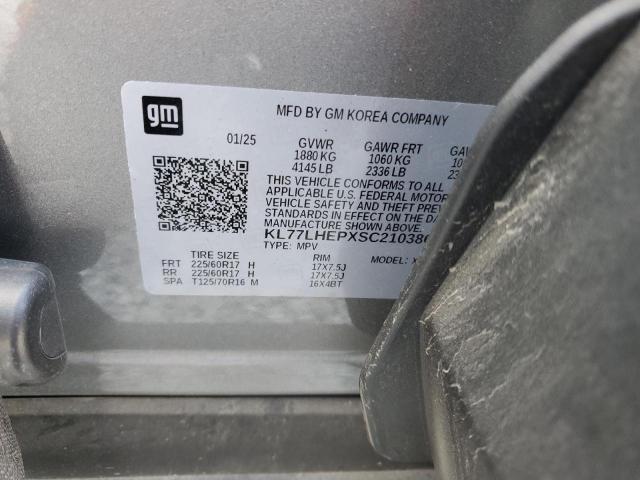 gm
MFD BY GM KOREA COMPANY
01/25 GVWR GAWR FRT
1880 KG 1060 KG
4145 LB 2336 LB
THIS VEHICLE CONFORMS TO ALL
APPLICABLE U.S. FEDERAL MOTOR
VEHICLE SAFETY AND THEFT
STANDARDS IN EFFECT ON THE
MANUFACTURE SHOWN ABOVE.
KL77LHEPXSC21038
TYPE: MPV MODEL:
TIRE SIZE RIM
FRT 225/60R17 H 17X7.5J
RR 225/60R17 H 17X7.5J
SPA T125/70R16 M 16X4BT